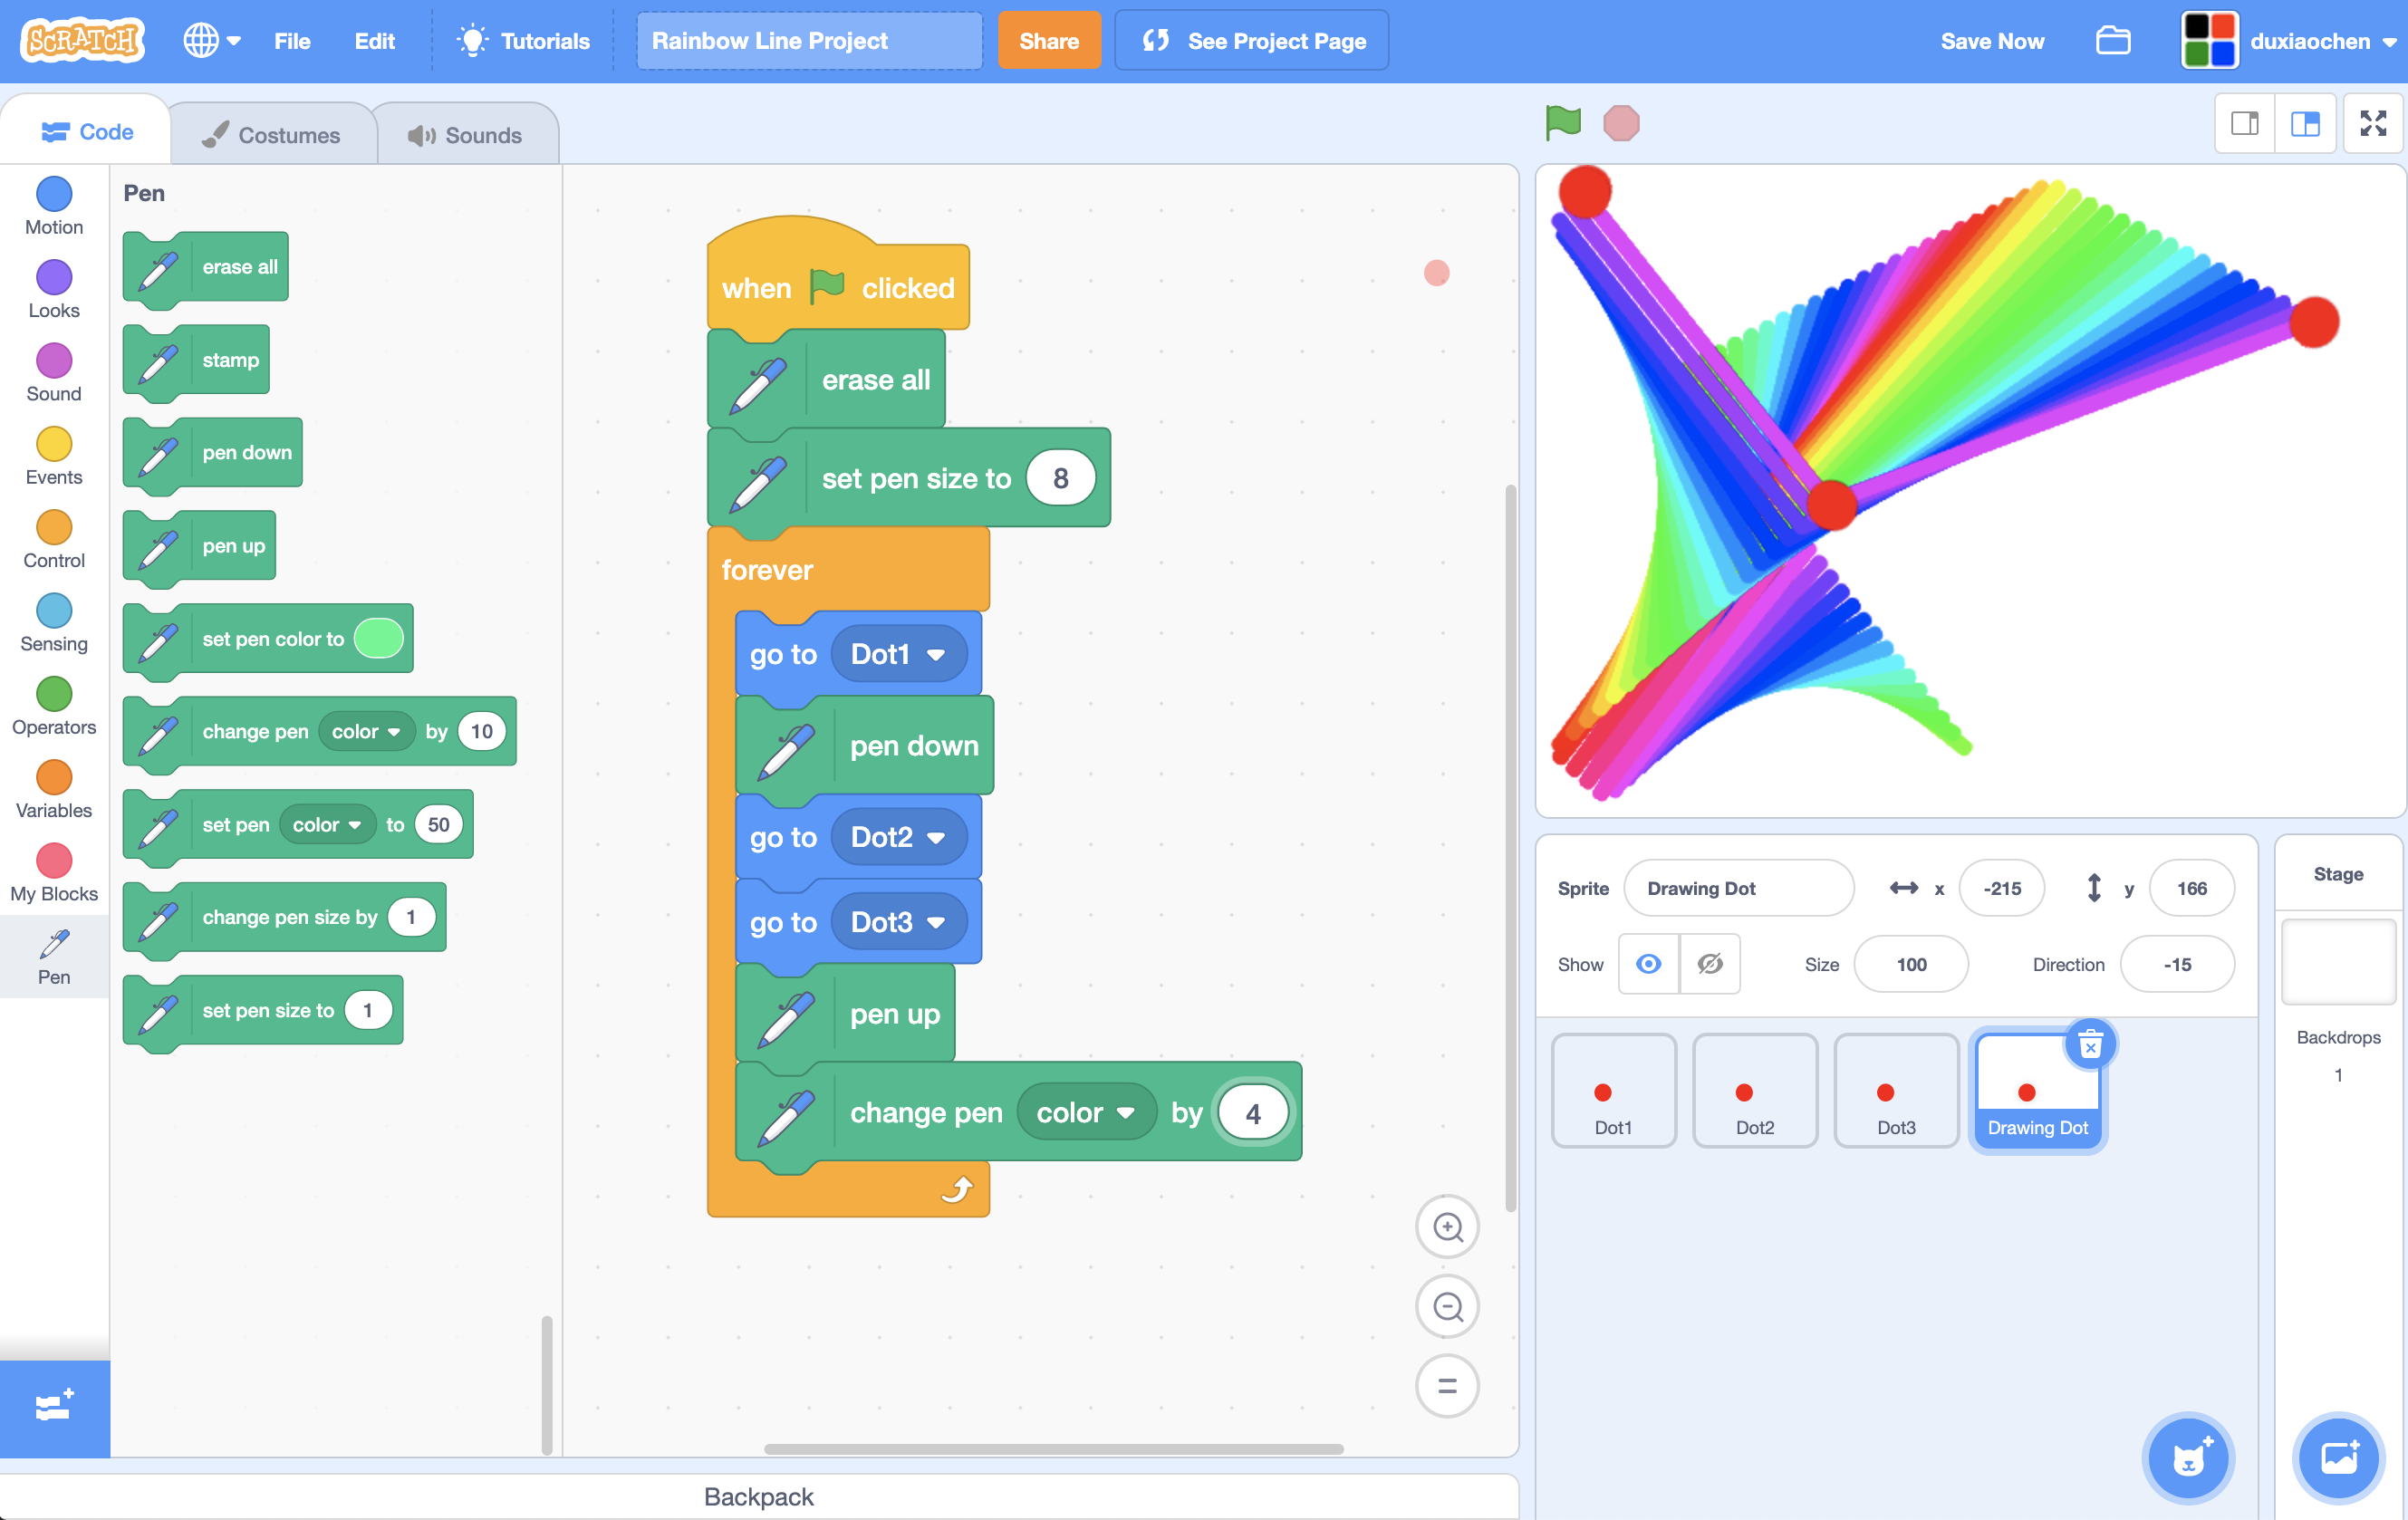 SCRATCH File Edit Tutorials Rainbow Line Project Share See Project Page Save Now duxiaochen
Code Costumes Sounds
Motion
Looks
Sound
Events
Control
Sensing
Operators
Variables
My Blocks
Pen
Pen
erase all
stamp
pen down
pen up
set pen color to
change pen color by 10
set pen color to 50
change pen size by 1
set pen size to 1
when clicked
erase all
set pen size to 8
forever
go to Dot1
pen down
go to Dot2
go to Dot3
pen up
change pen color by 4
Backpack
Sprite Drawing Dot x -215 y 166
Show Size 100 Direction -15
Dot1 Dot2 Dot3 Drawing Dot
Stage
Backdrops
1